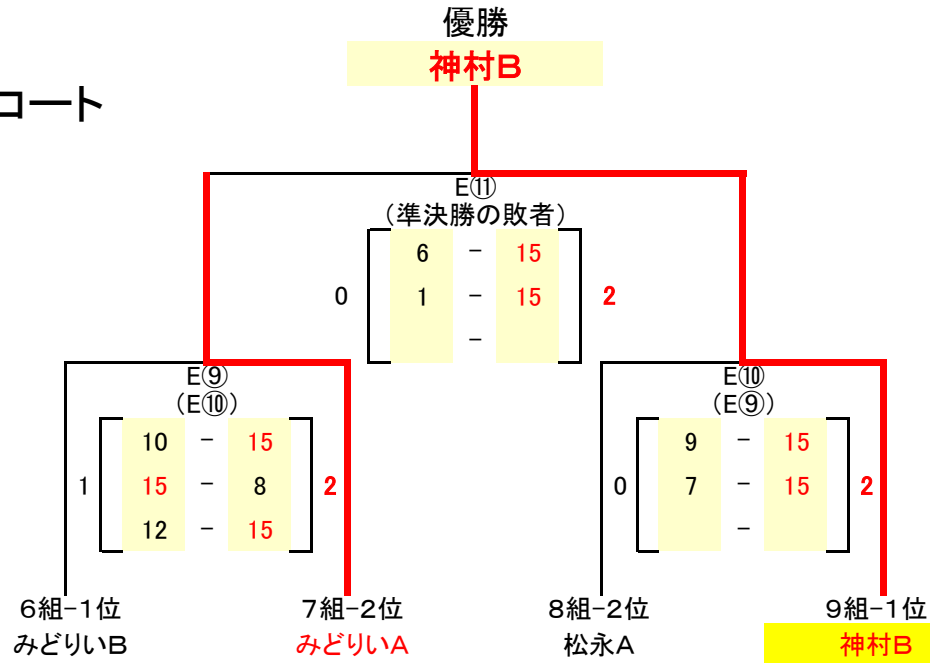 優勝
神村B
コート
E⑪
（準決勝の敗者）
6 － 15
0 1 － 15 2
－
E⑨ E⑩
（E⑩） （E⑨）
10 － 15 9 － 15
1 15 － 8 2 0 7 － 15 2
12 － 15 －
6組－1位 7組－2位 8組－2位 9組－1位
みどりいB みどりいA 松永A 神村B